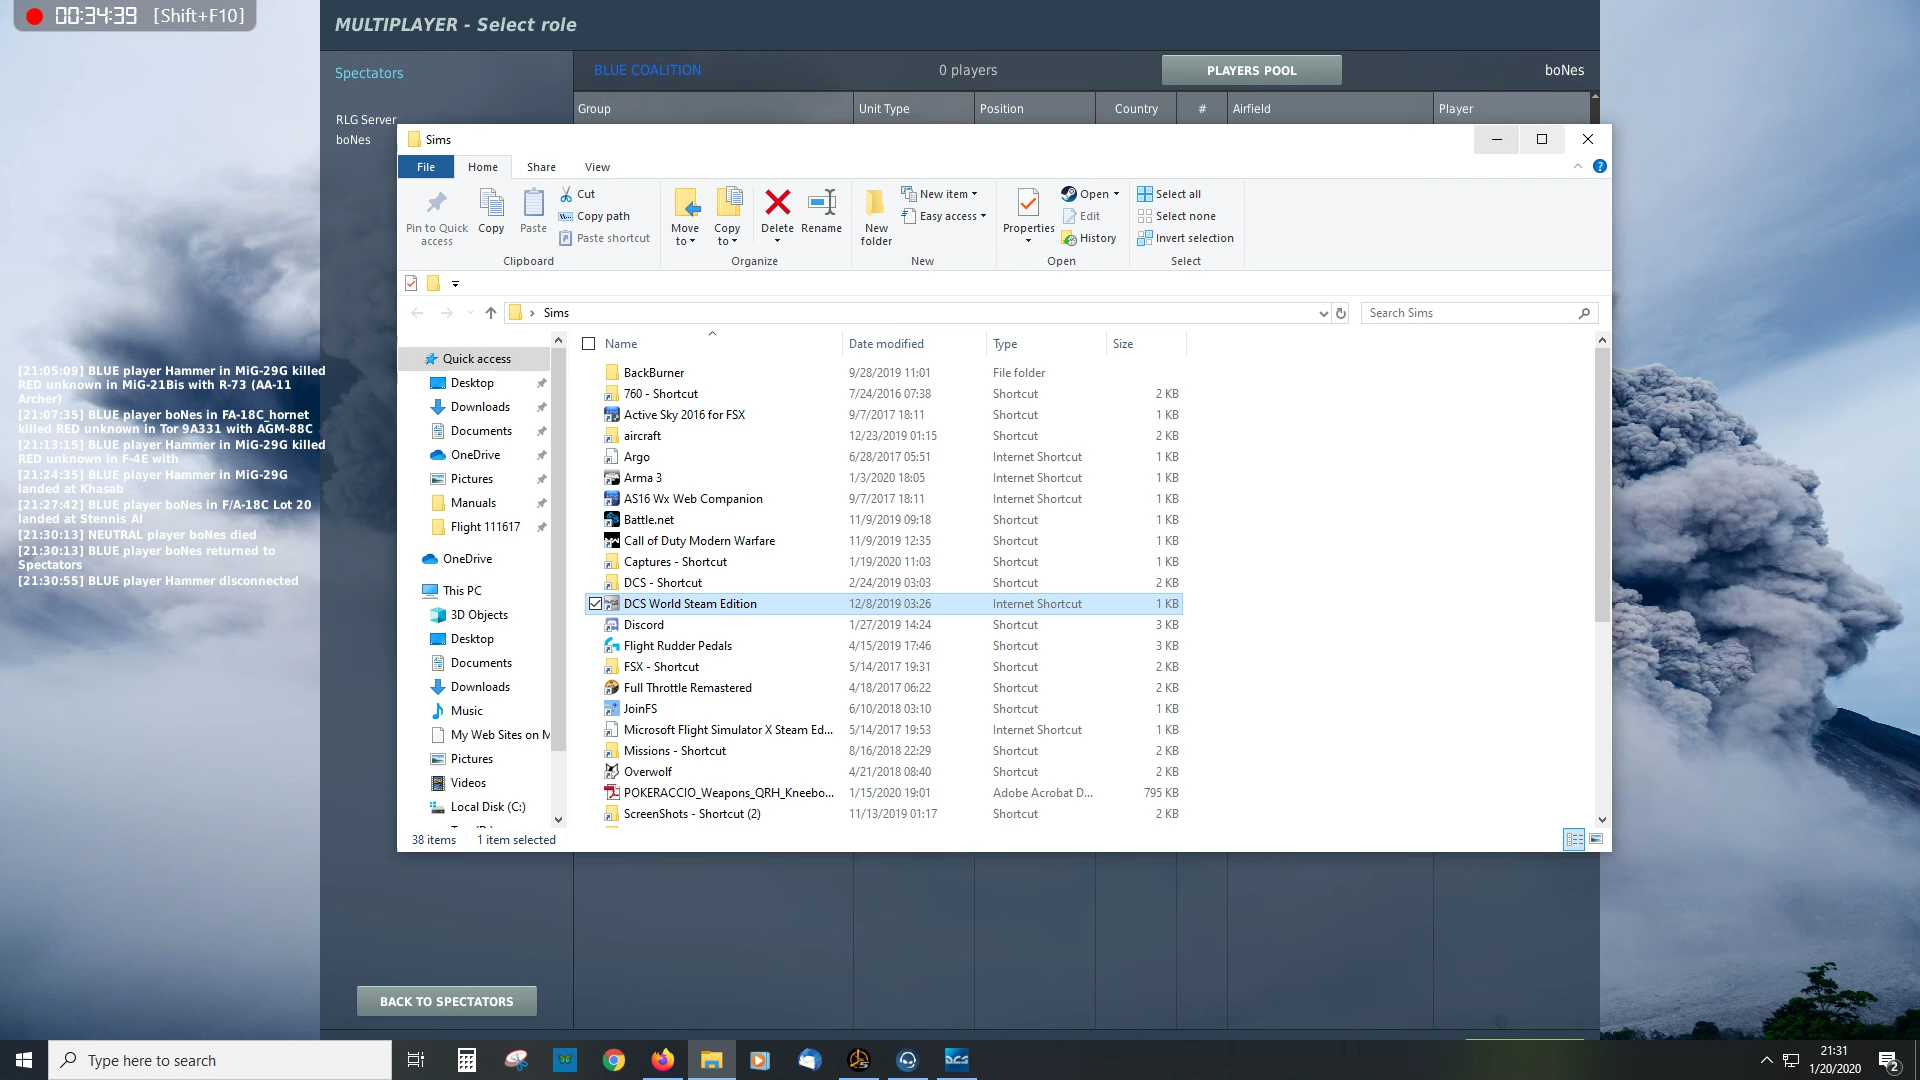 00:34:39 [Shift+F10]
MULTIPLAYER - Select role
Spectators
RLG Server
boNes
BLUE COALITION
0 players
PLAYERS POOL
boNes
Group
Unit Type
Position
Country
#
Airfield
Player
[21:05:09] BLUE player Hammer in MiG-29G killed
RED unknown in MiG-21Bis with R-73 (AA-11
Archer)
[21:07:35] BLUE player boNes in FA-18C_hornet
killed RED unknown in Tor 9A331 with AGM-88C
[21:13:15] BLUE player Hammer in MiG-29G killed
RED unknown in F-4E with
[21:24:35] BLUE player Hammer in MiG-29G
landed at Khasab
[21:27:42] BLUE player boNes in F/A-18C Lot 20
landed at Stennis AI
[21:30:13] NEUTRAL player boNes died
[21:30:13] BLUE player boNes returned to
Spectators
[21:30:55] BLUE player Hammer disconnected
Sims
File
Home
Share
View
Pin to Quick
access
Copy
Paste
Cut
Copy path
Paste shortcut
Clipboard
Move
to
Copy
to
Delete
Rename
Organize
New
folder
New item
Easy access
New
Properties
Open
Edit
History
Open
Select all
Select none
Invert selection
Select
Sims
Search Sims
Quick access
Desktop
Downloads
Documents
OneDrive
Pictures
Manuals
Flight 111617
OneDrive
This PC
3D Objects
Desktop
Documents
Downloads
Music
My Web Sites on M
Pictures
Videos
Local Disk (C:)
Name Date modified Type Size
BackBurner 9/28/2019 11:01 File folder
760 - Shortcut 7/24/2016 07:38 Shortcut 2 KB
Active Sky 2016 for FSX 9/7/2017 18:11 Shortcut 1 KB
aircraft 12/23/2019 01:15 Shortcut 2 KB
Argo 6/28/2017 05:51 Internet Shortcut 1 KB
Arma 3 1/3/2020 18:05 Internet Shortcut 1 KB
AS16 Wx Web Companion 9/7/2017 18:11 Shortcut 1 KB
Battle.net 11/9/2019 09:18 Shortcut 1 KB
Call of Duty Modern Warfare 11/9/2019 12:35 Shortcut 1 KB
Captures - Shortcut 1/19/2020 11:03 Shortcut 1 KB
DCS - Shortcut 2/24/2019 03:03 Shortcut 2 KB
DCS World Steam Edition 12/8/2019 03:26 Internet Shortcut 1 KB
Discord 1/27/2019 14:24 Shortcut 3 KB
Flight Rudder Pedals 4/15/2019 17:46 Shortcut 3 KB
FSX - Shortcut 5/14/2017 19:31 Shortcut 2 KB
Full Throttle Remastered 4/18/2017 06:22 Shortcut 2 KB
JoinFS 6/10/2018 03:10 Shortcut 1 KB
Microsoft Flight Simulator X Steam Ed... 5/14/2017 19:53 Internet Shortcut 1 KB
Missions - Shortcut 8/16/2018 22:29 Shortcut 2 KB
Overwolf 4/21/2018 08:40 Shortcut 2 KB
POKERACCIO_Weapons_QRH_Kneebo... 1/15/2020 19:01 Adobe Acrobat D... 795 KB
ScreenShots - Shortcut (2) 11/13/2019 01:17 Shortcut 2 KB
38 items 1 item selected
BACK TO SPECTATORS
Type here to search
DCS
21:31
1/20/2020
2